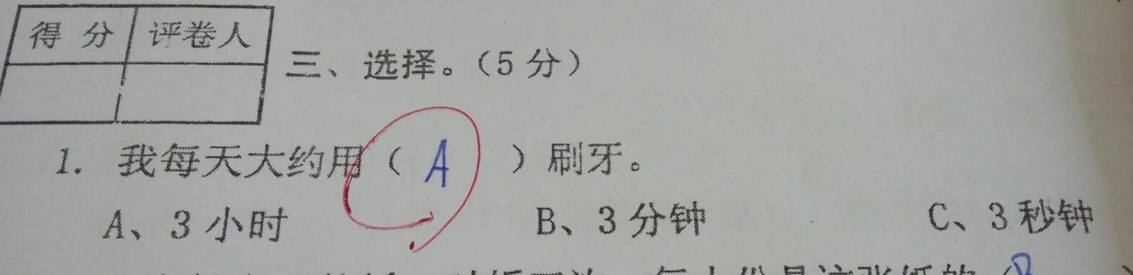 得 分 评卷人
三、选择。（5 分）
1. 我每天大约用（ A ）刷牙。
A、3 小时 B、3 分钟 C、3 秒钟